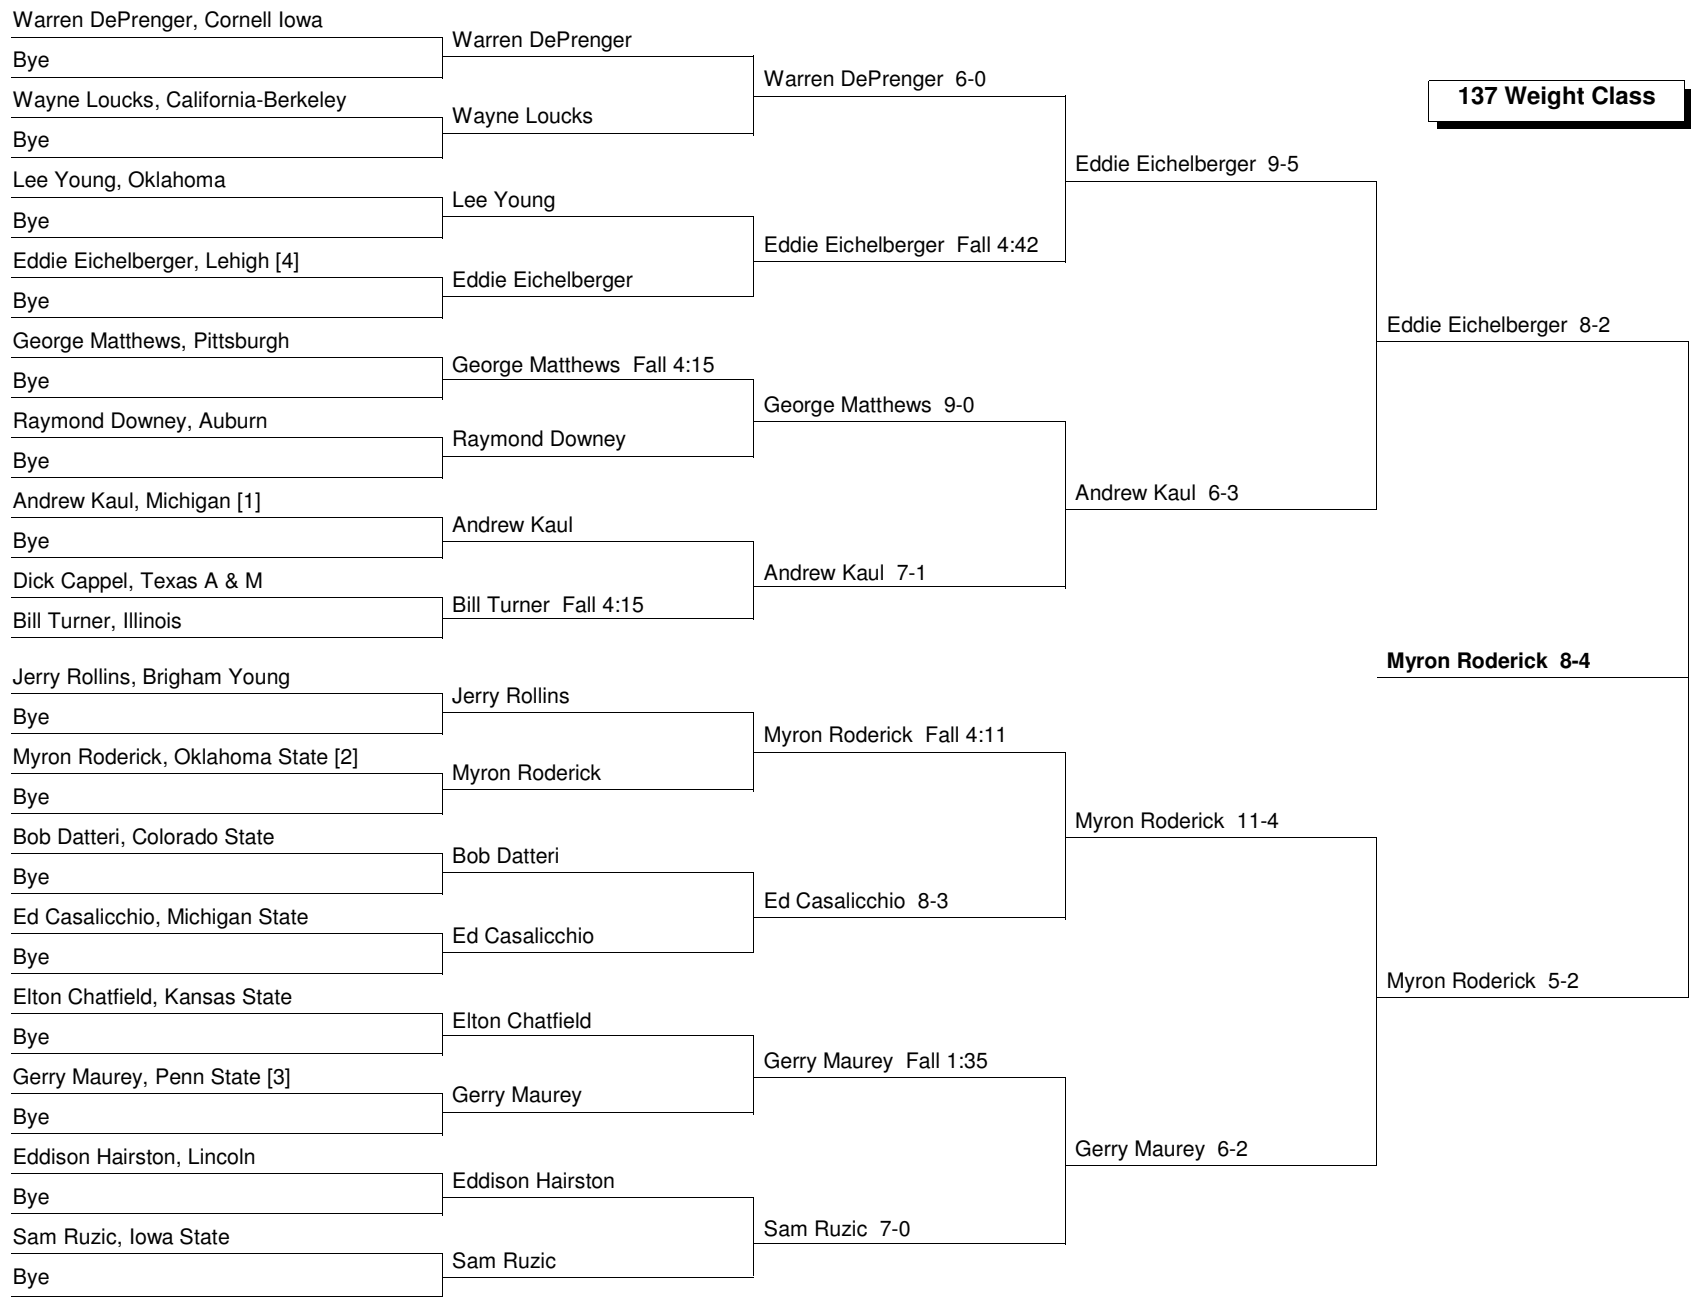 137 Weight Class
Warren DePrenger, Cornell Iowa
Bye
Wayne Loucks, California-Berkeley
Bye
Lee Young, Oklahoma
Bye
Eddie Eichelberger, Lehigh [4]
Bye
George Matthews, Pittsburgh
Bye
Raymond Downey, Auburn
Bye
Andrew Kaul, Michigan [1]
Bye
Dick Cappel, Texas A & M
Bill Turner, Illinois
Jerry Rollins, Brigham Young
Bye
Myron Roderick, Oklahoma State [2]
Bye
Bob Datteri, Colorado State
Bye
Ed Casalicchio, Michigan State
Bye
Elton Chatfield, Kansas State
Bye
Gerry Maurey, Penn State [3]
Bye
Eddison Hairston, Lincoln
Bye
Sam Ruzic, Iowa State
Bye
Warren DePrenger
Wayne Loucks
Lee Young
Eddie Eichelberger
George Matthews Fall 4:15
Raymond Downey
Andrew Kaul
Bill Turner Fall 4:15
Jerry Rollins
Myron Roderick
Bob Datteri
Ed Casalicchio
Elton Chatfield
Gerry Maurey
Eddison Hairston
Sam Ruzic
Warren DePrenger 6-0
Eddie Eichelberger Fall 4:42
George Matthews 9-0
Andrew Kaul 7-1
Myron Roderick Fall 4:11
Ed Casalicchio 8-3
Gerry Maurey Fall 1:35
Sam Ruzic 7-0
Eddie Eichelberger 9-5
Andrew Kaul 6-3
Myron Roderick 11-4
Gerry Maurey 6-2
Eddie Eichelberger 8-2
Myron Roderick 5-2
Myron Roderick 8-4